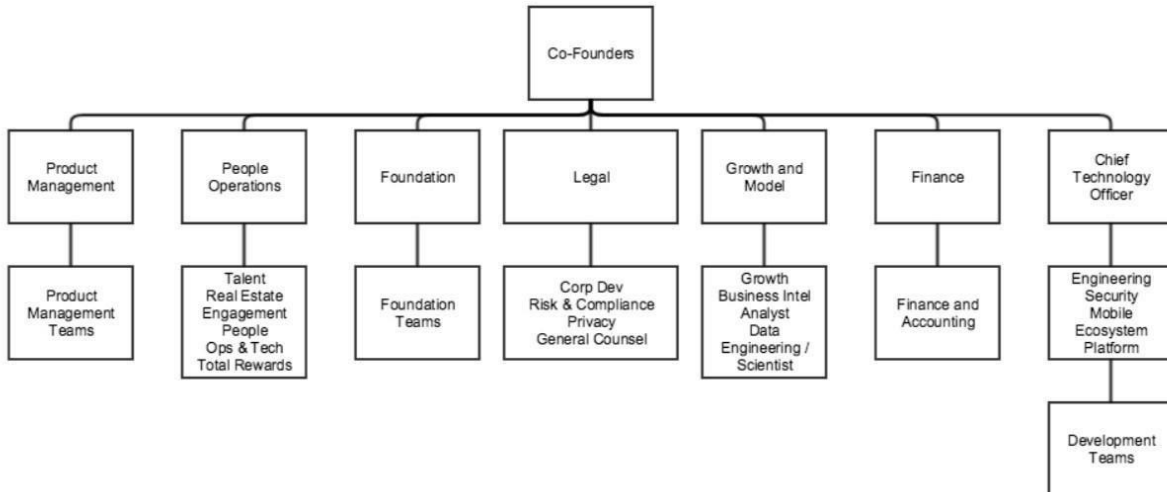 Co-Founders
Product
Management
People
Operations
Foundation
Legal
Growth and
Model
Finance
Chief
Technology
Officer
Product
Management
Teams
Talent
Real Estate
Engagement
People
Ops & Tech
Total Rewards
Foundation
Teams
Corp Dev
Risk & Compliance
Privacy
General Counsel
Growth
Business Intel
Analyst
Data
Engineering /
Scientist
Finance and
Accounting
Engineering
Security
Mobile
Ecosystem
Platform
Development
Teams